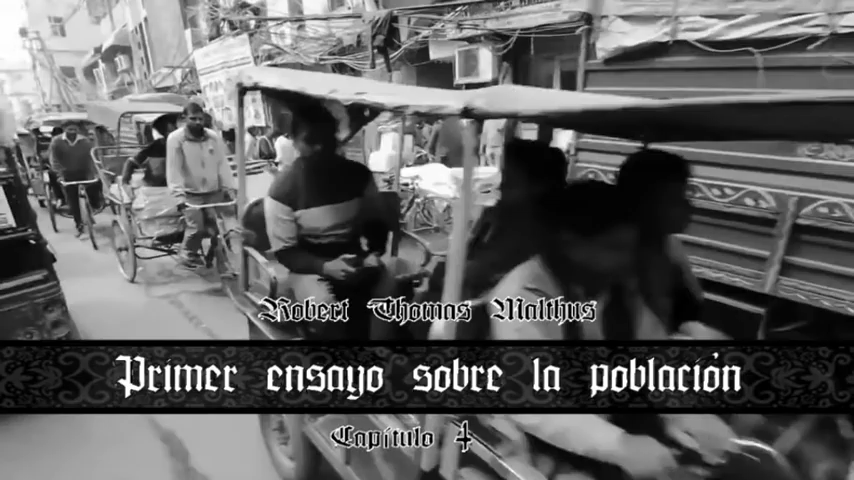 Robert Thomas Malthus
Primer ensayo sobre la población
Capítulo 4